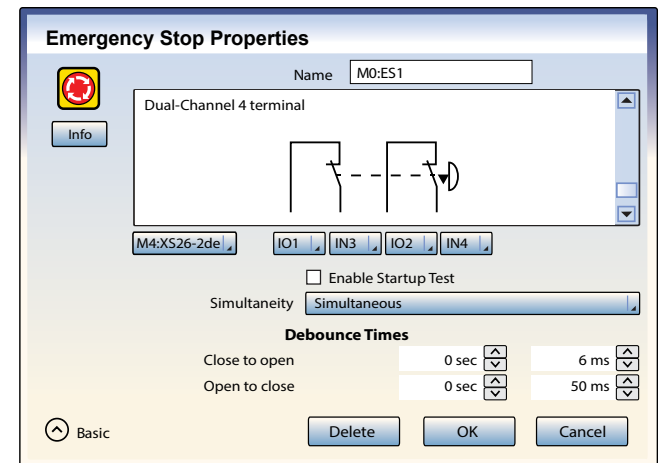 Emergency Stop Properties
Name M0:ES1
Dual-Channel 4 terminal
Info
M4:XS26-2de IO1 IN3 IO2 IN4
Enable Startup Test
Simultaneity Simultaneous
Debounce Times
Close to open 0 sec 6 ms
Open to close 0 sec 50 ms
Basic Delete OK Cancel